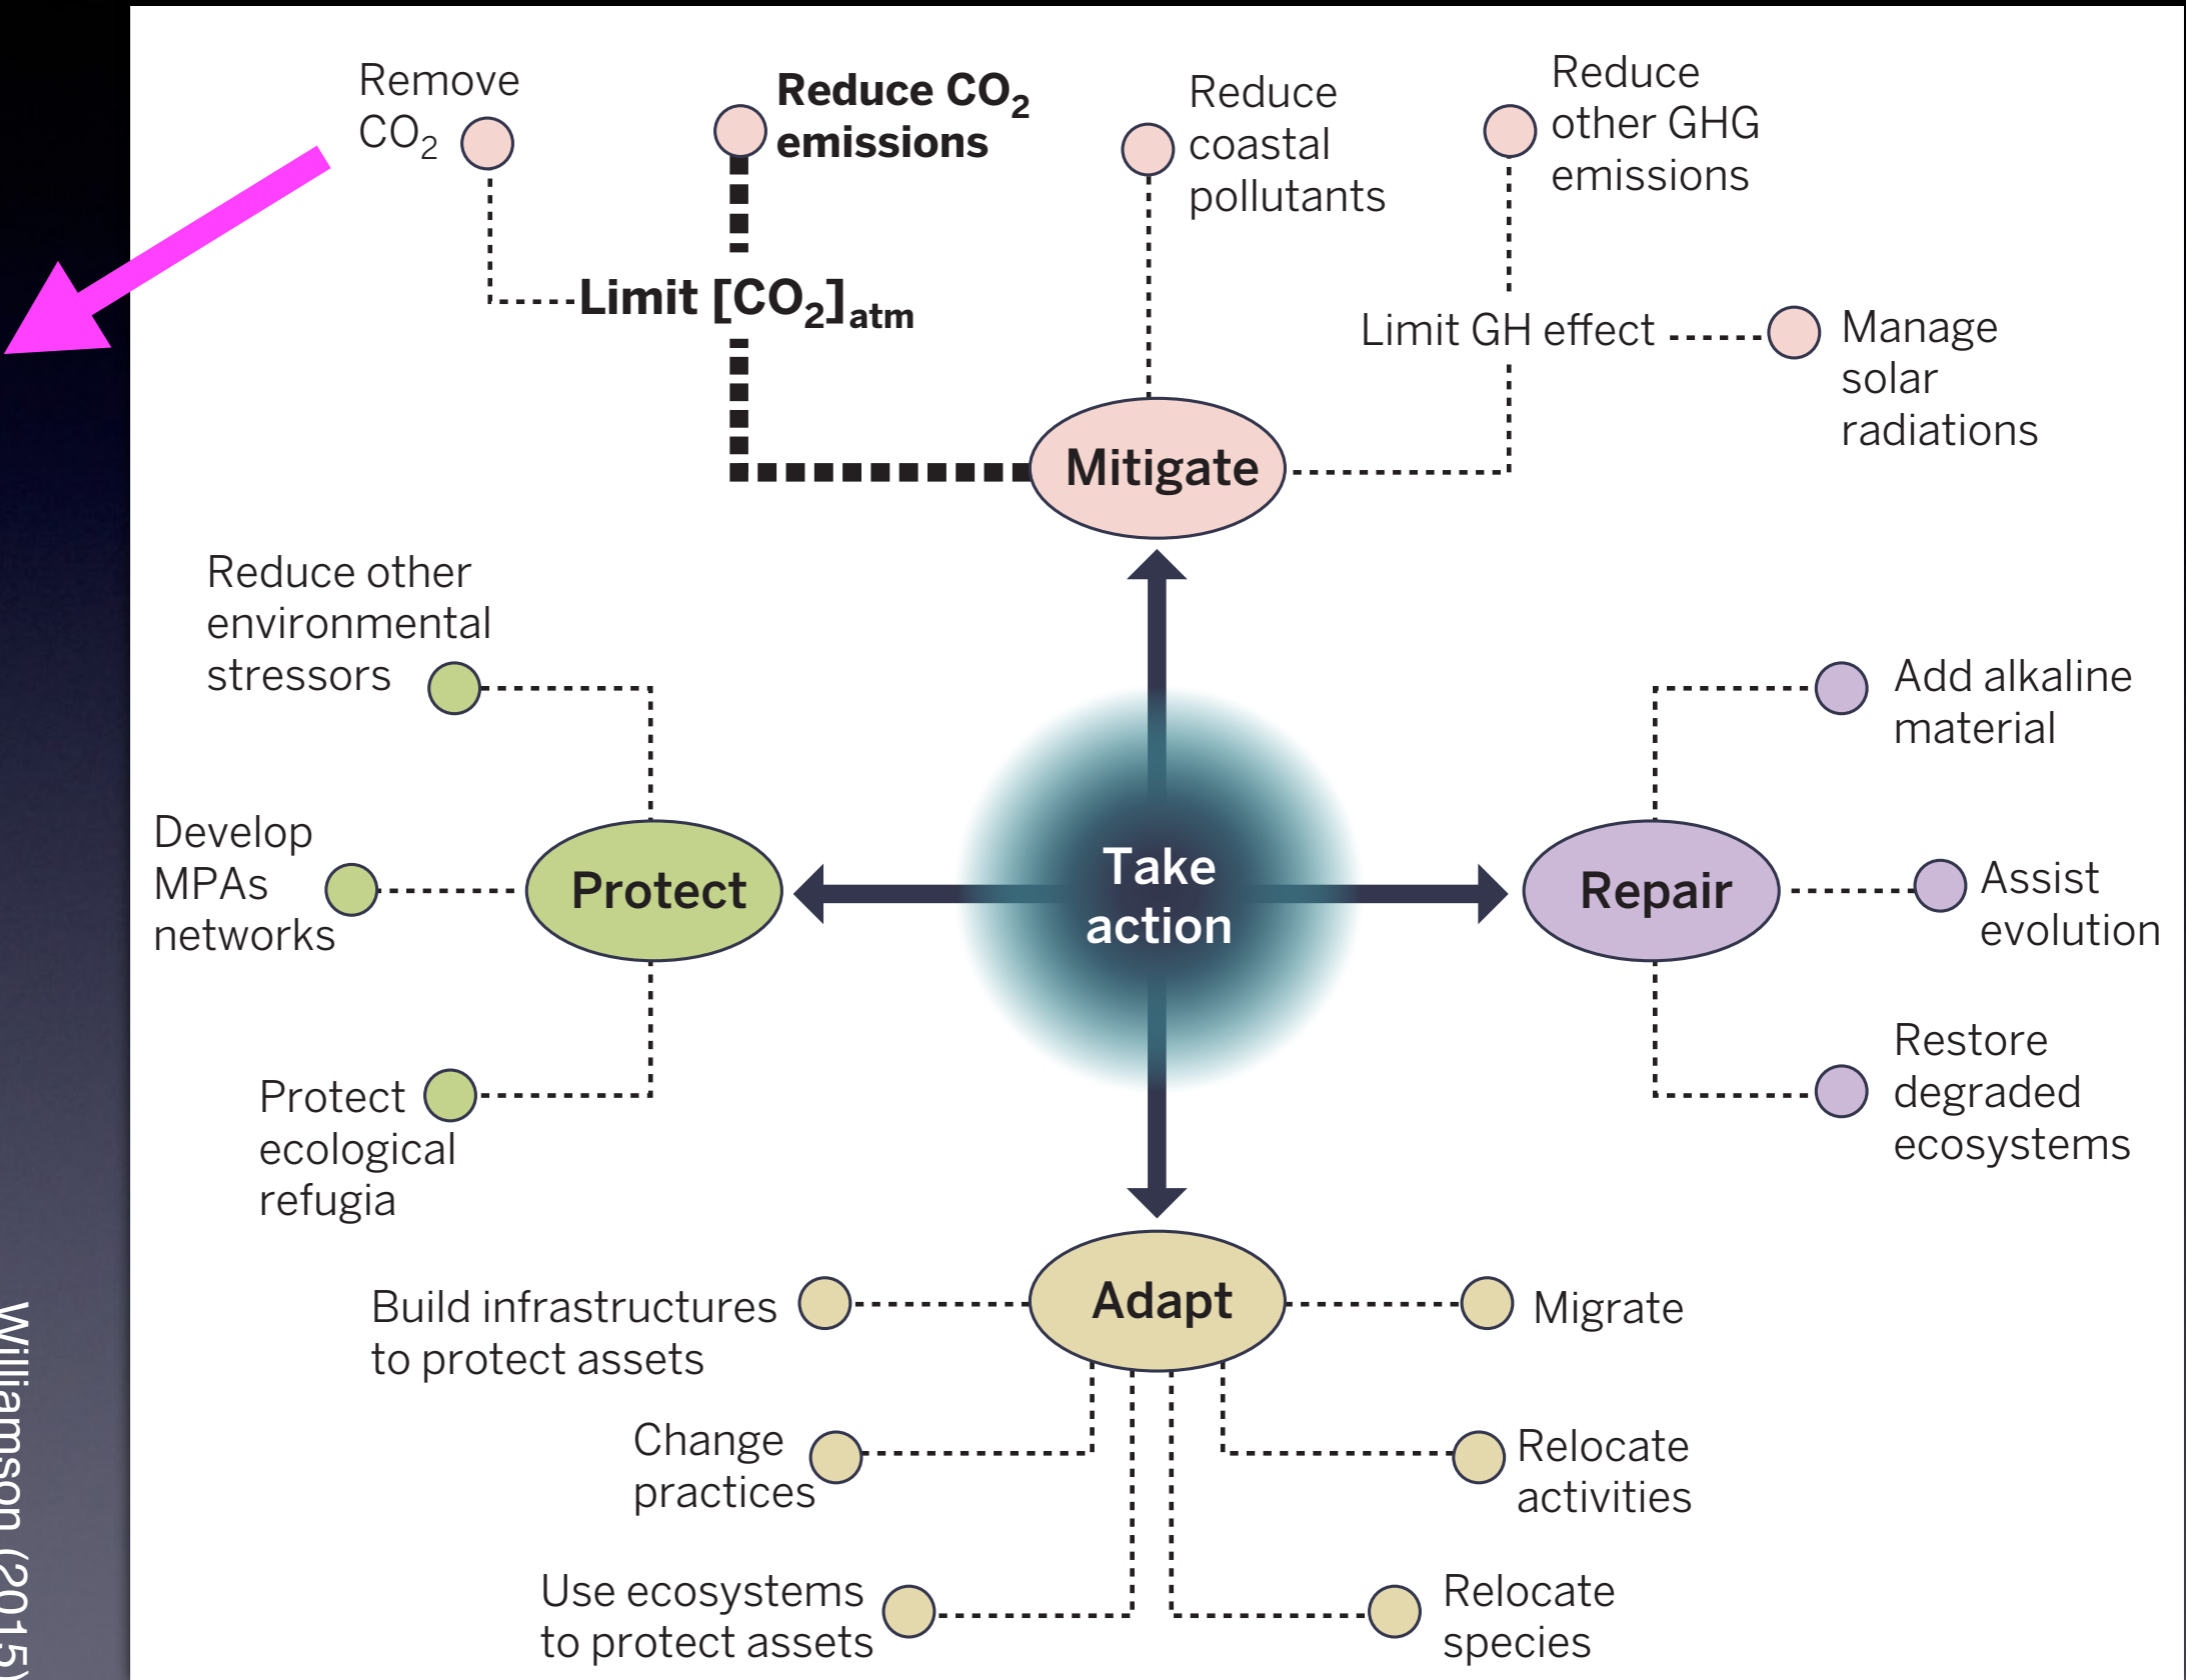 Remove
CO₂
Reduce CO₂
emissions
Reduce
coastal
pollutants
Reduce
other GHG
emissions
Limit [CO₂]atm
Limit GH effect
Manage
solar
radiations
Mitigate
Reduce other
environmental
stressors
Add alkaline
material
Develop
MPAs
networks
Protect
Take
action
Repair
Assist
evolution
Protect
ecological
refugia
Restore
degraded
ecosystems
Build infrastructures
to protect assets
Adapt
Migrate
Change
practices
Relocate
activities
Use ecosystems
to protect assets
Relocate
species
Williamson (2015)